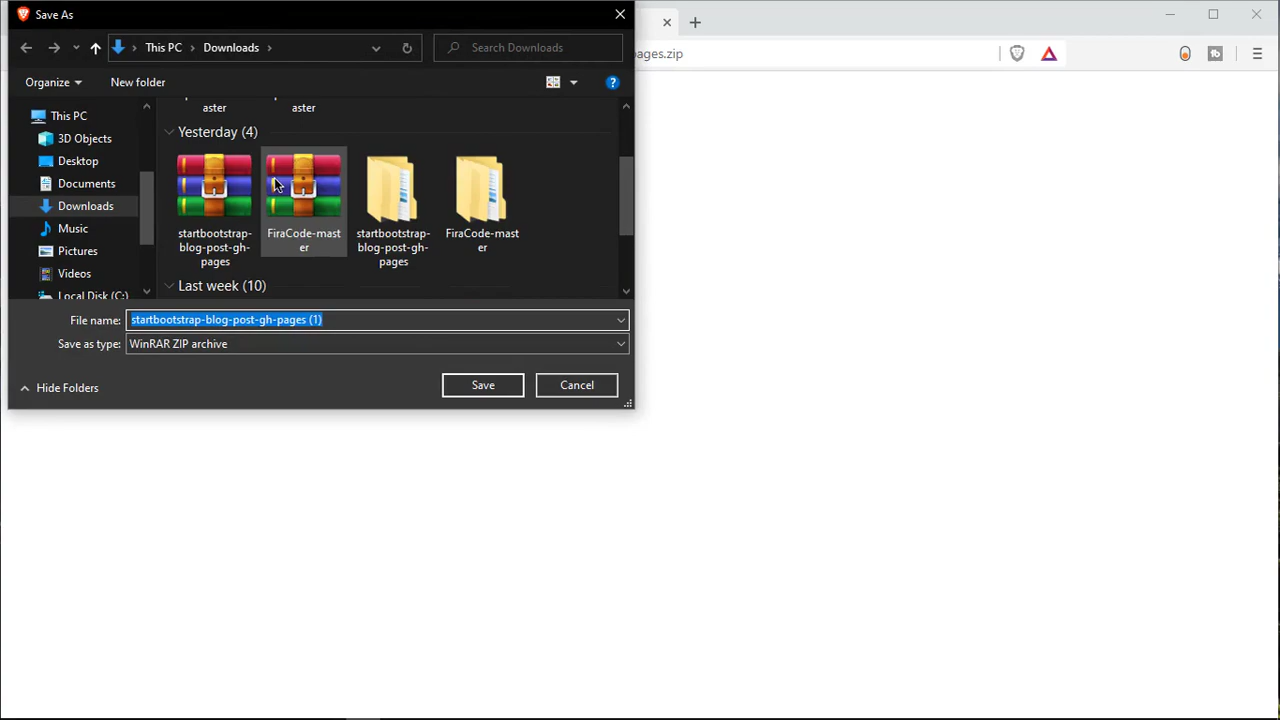 Save As
ages.zip
This PC
Downloads
Search Downloads
Organize
New folder
This PC
3D Objects
Desktop
Documents
Downloads
Music
Pictures
Videos
Local Disk (C:)
aster
aster
Yesterday (4)
startbootstrap-
blog-post-gh-
pages
FiraCode-mast
er
startbootstrap-
blog-post-gh-
pages
FiraCode-mast
er
Last week (10)
File name:
startbootstrap-blog-post-gh-pages (1)
Save as type:
WinRAR ZIP archive
Hide Folders
Save
Cancel